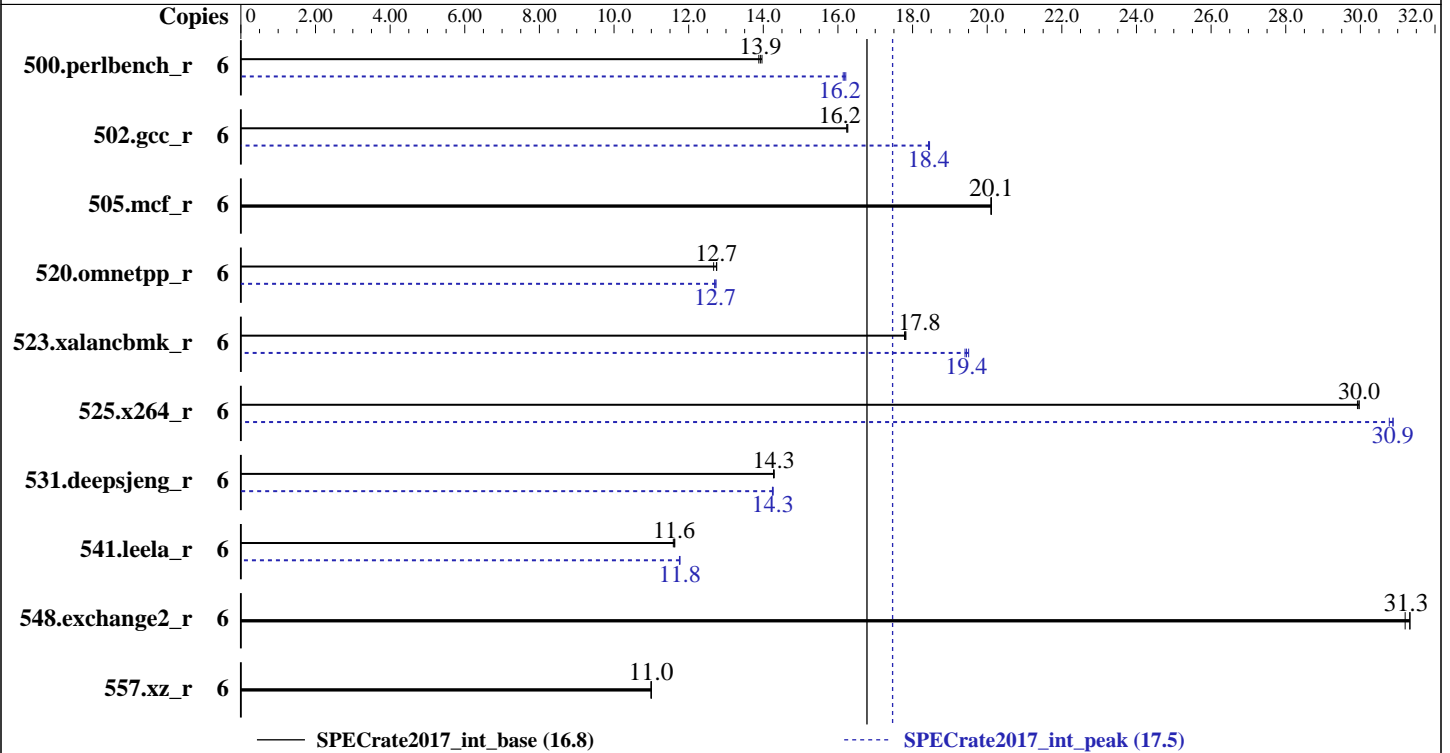 Copies 0 2.00 4.00 6.00 8.00 10.0 12.0 14.0 16.0 18.0 20.0 22.0 24.0 26.0 28.0 30.0 32.0
13.9
500.perlbench_r 6
16.2
16.2
502.gcc_r 6
18.4
20.1
505.mcf_r 6
12.7
520.omnetpp_r 6
12.7
17.8
523.xalancbmk_r 6
19.4
30.0
525.x264_r 6
30.9
14.3
531.deepsjeng_r 6
14.3
11.6
541.leela_r 6
11.8
31.3
548.exchange2_r 6
11.0
557.xz_r 6
SPECrate2017_int_base (16.8) SPECrate2017_int_peak (17.5)